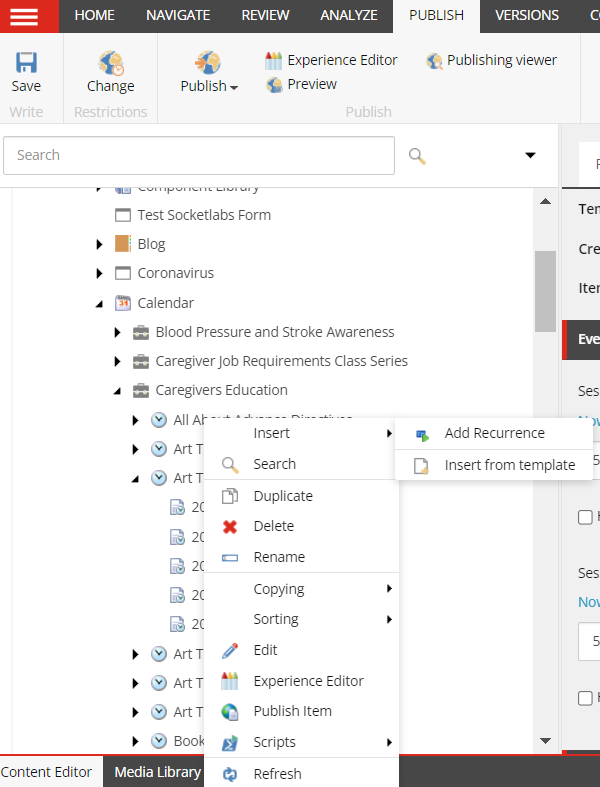 HOME NAVIGATE REVIEW ANALYZE PUBLISH VERSIONS
Save Change Publish Experience Editor Publishing viewer
Preview
Write Restrictions Publish
Search
Component Library
Test Socketlabs Form
Blog
Coronavirus
Calendar
Blood Pressure and Stroke Awareness
Caregiver Job Requirements Class Series
Caregivers Education
All About Advance Directives
Art T
Art T
20
20
20
20
20
Art T
Art T
Art T
Book
Insert
Search
Duplicate
Delete
Rename
Copying
Sorting
Edit
Experience Editor
Publish Item
Scripts
Refresh
Add Recurrence
Insert from template
Ter
Cre
Iter
Eve
Ses
Nov
5
Ses
Nov
5
Content Editor Media Library